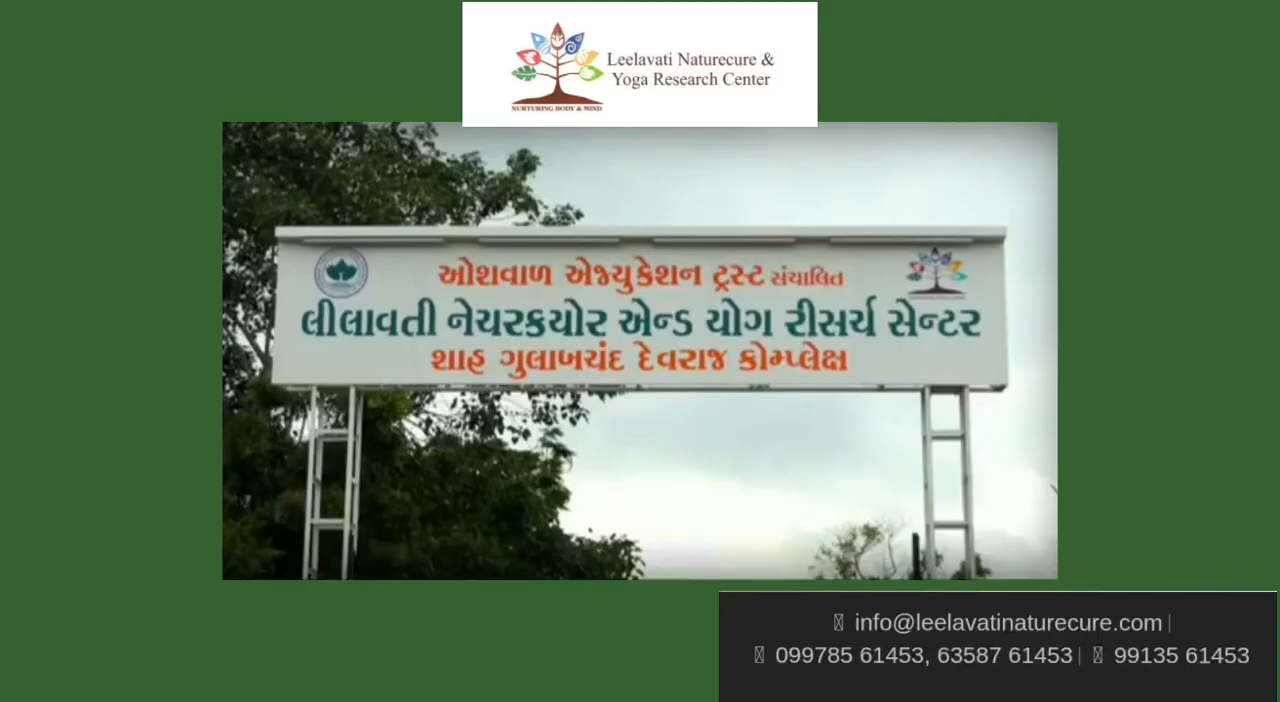 Leelavati Naturecure &
Yoga Research Center
NURTURING BODY & MIND
ઓશવાળ એજ્યુકેશન ટ્રસ્ટ સંચાલિત
લીલાવતી નેચરક્યોર એન્ડ યોગ રીસર્ચ સેન્ટર
શાહ ગુલાબચંદ દેવરાજ કોમ્પ્લેક્ષ
info@leelavatinaturecure.com |
099785 61453, 63587 61453 | 99135 61453